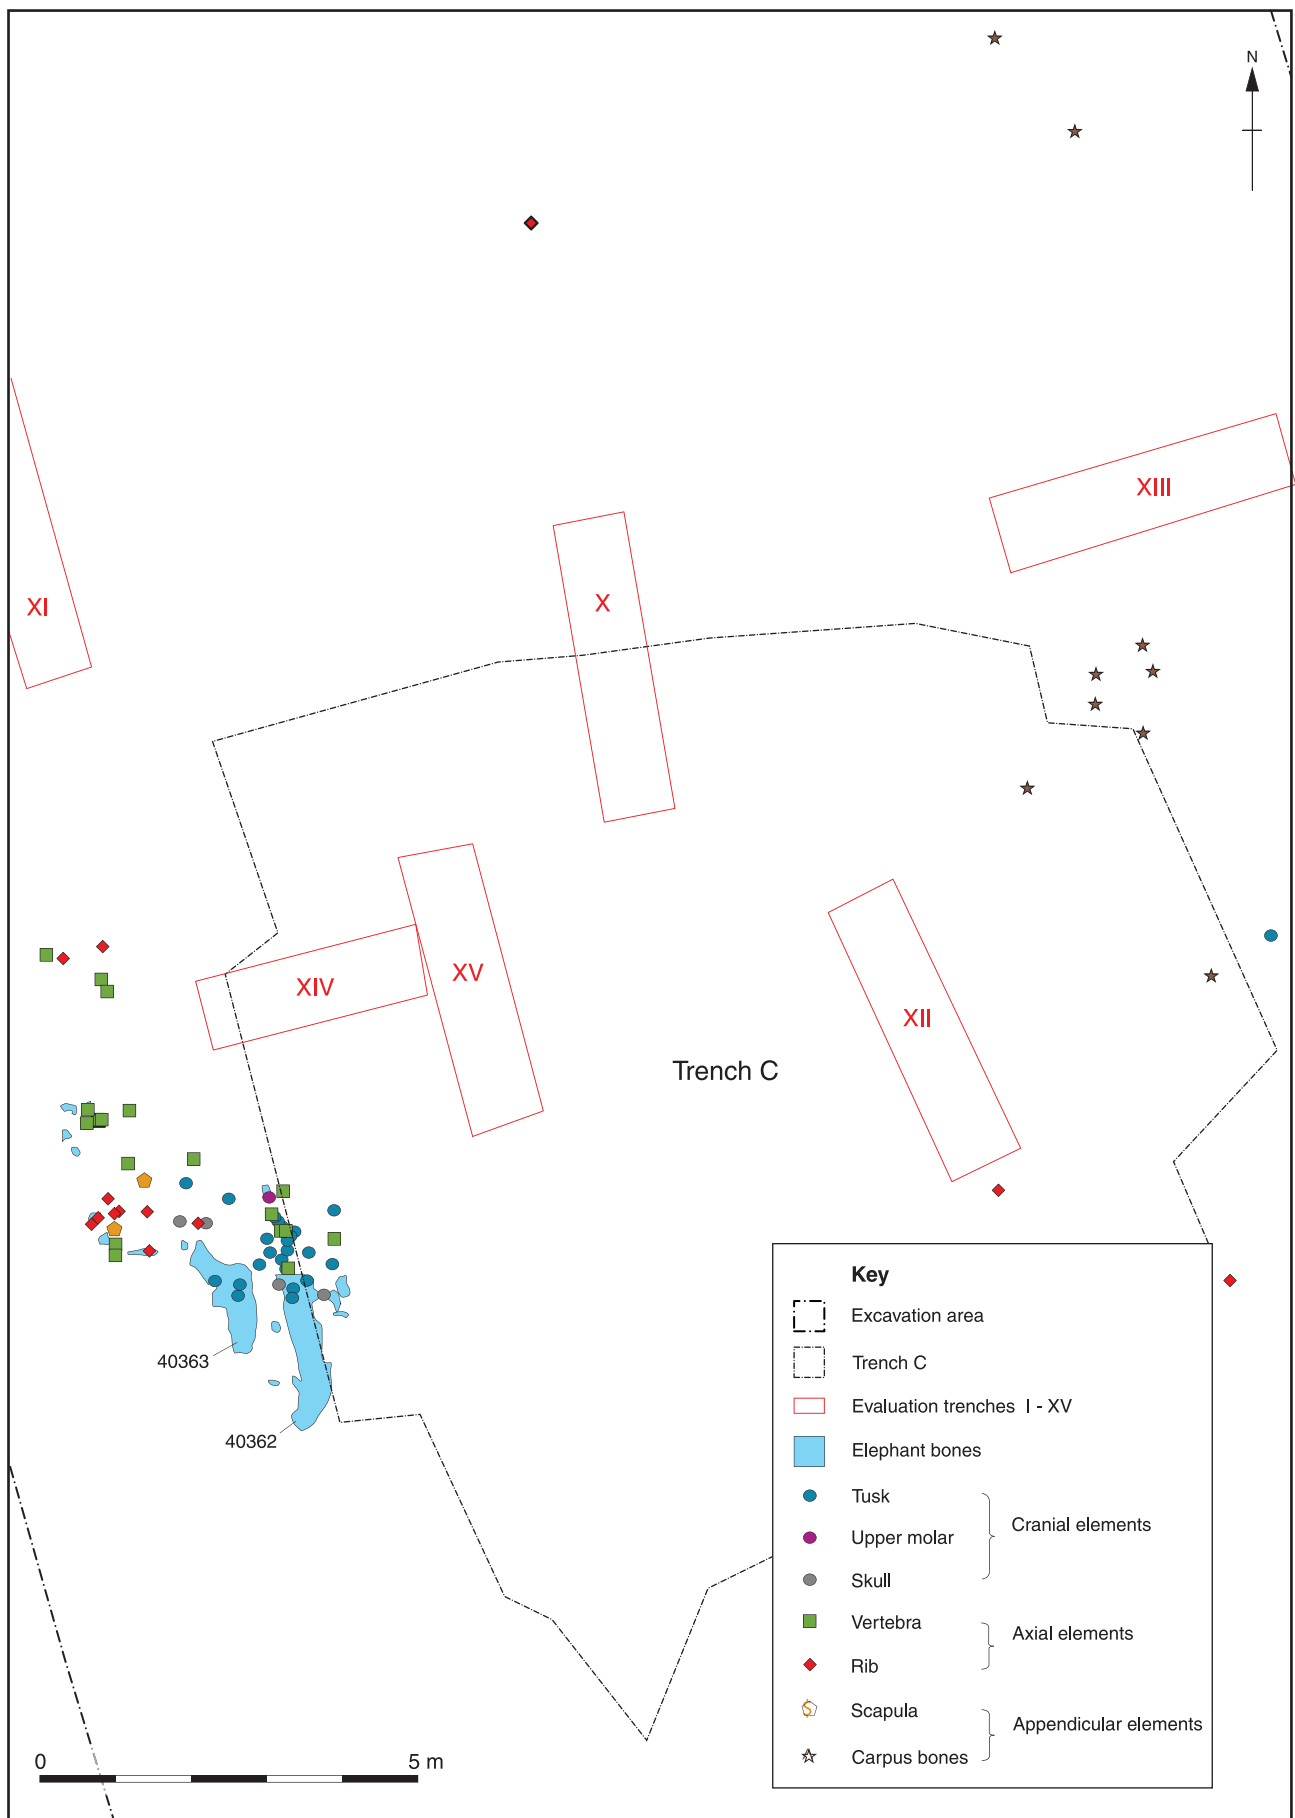 N
XIII
X
XI
XIV
XV
XII
Trench C
40363
40362
Key
Excavation area
Trench C
Evaluation trenches I - XV
Elephant bones
Tusk
Upper molar
Skull
Cranial elements
Vertebra
Rib
Axial elements
Scapula
Carpus bones
Appendicular elements
0 5 m